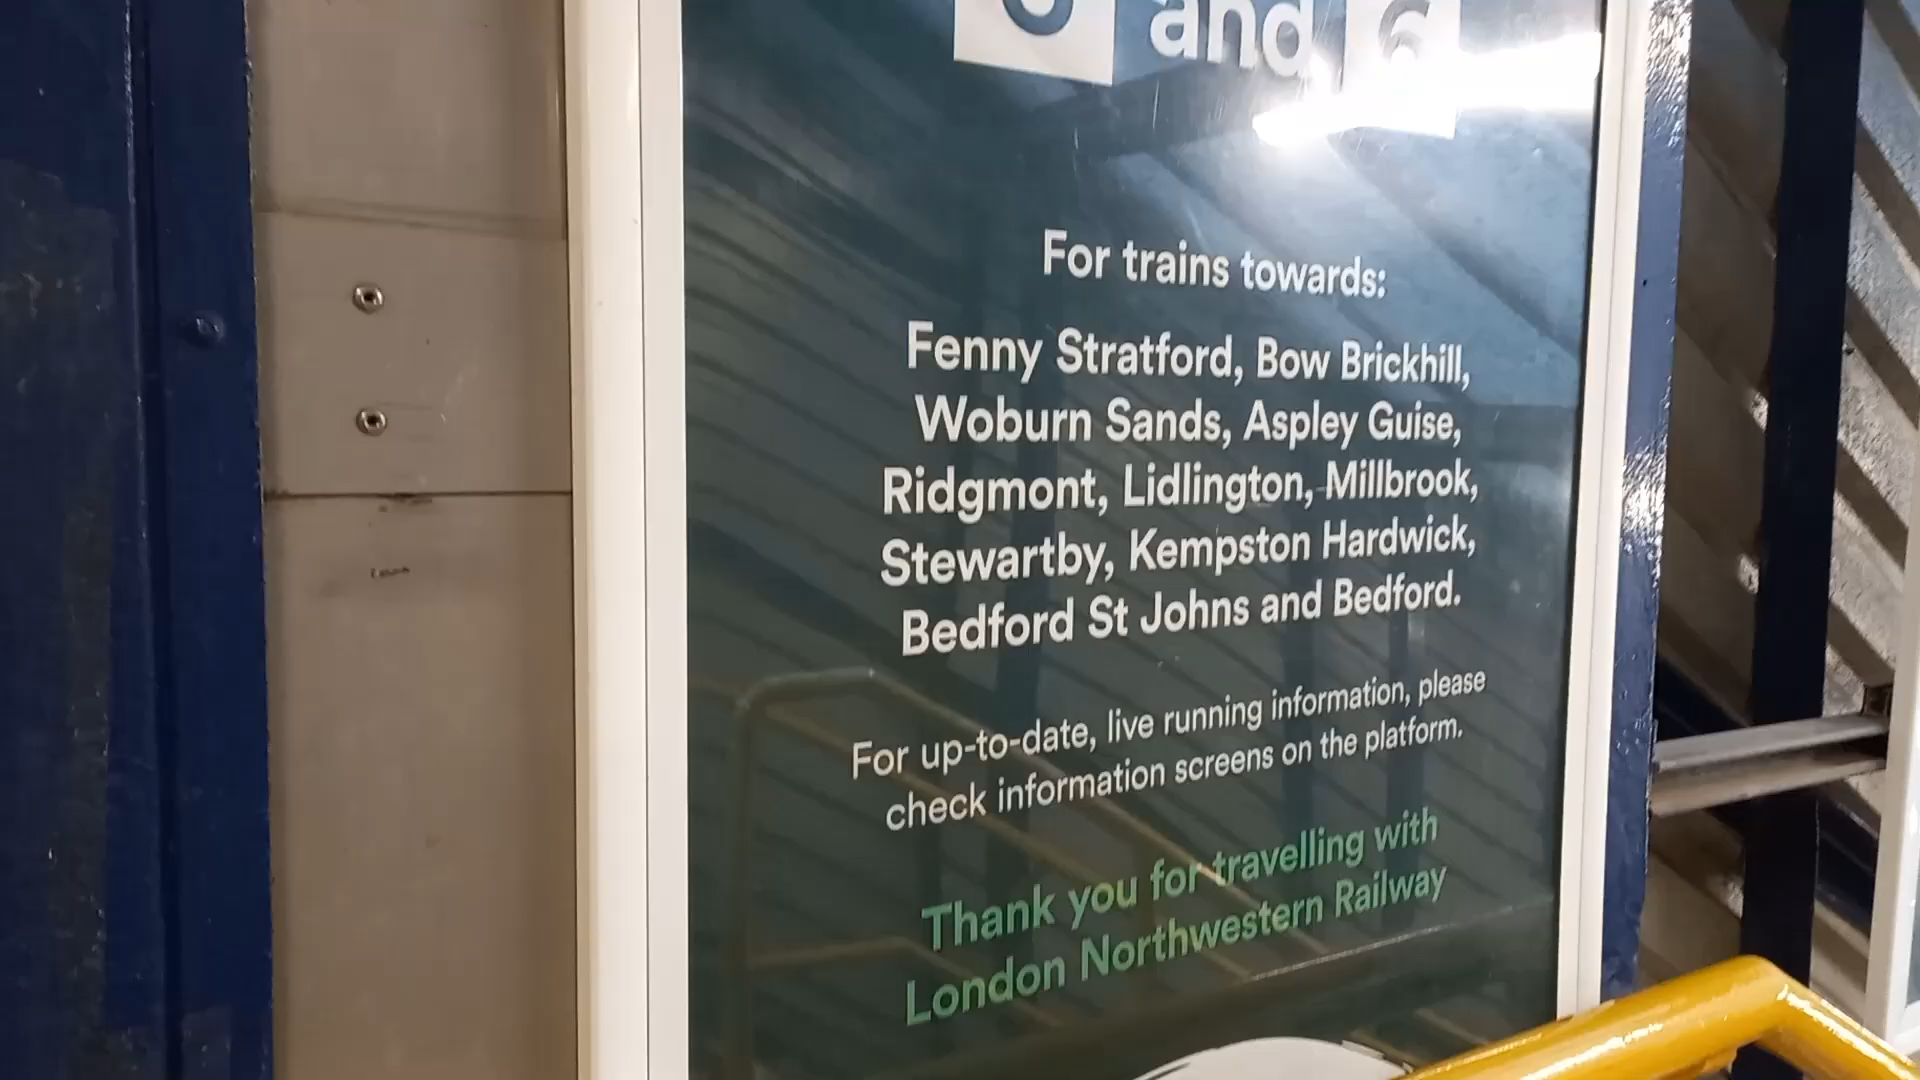 and 6
For trains towards:
Fenny Stratford, Bow Brickhill,
Woburn Sands, Aspley Guise,
Ridgmont, Lidlington, Millbrook,
Stewartby, Kempston Hardwick,
Bedford St Johns and Bedford.
For up-to-date, live running information, please
check information screens on the platform.
Thank you for travelling with
London Northwestern Railway